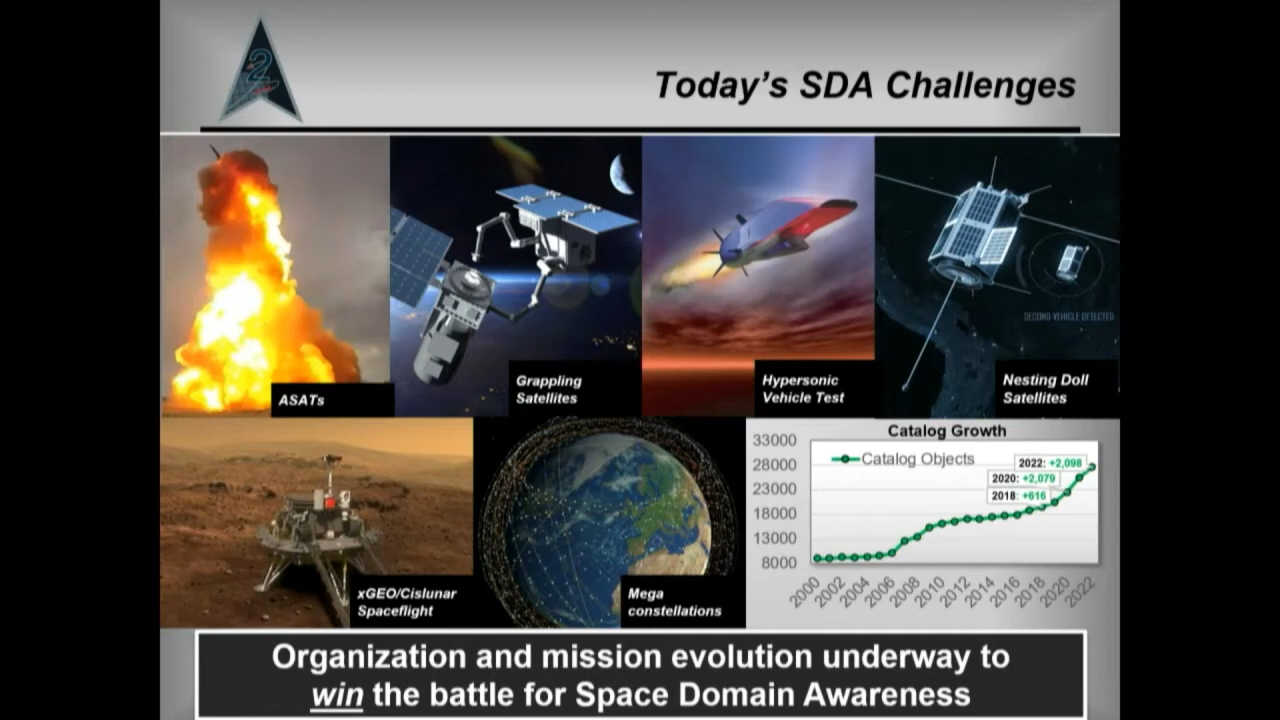 2
Today's SDA Challenges
ASATs
Grappling
Satellites
Hypersonic
Vehicle Test
SECOND VEHICLE DETECTED
Nesting Doll
Satellites
xGEO/Cislunar
Spaceflight
Mega
constellations
Catalog Growth
33000
28000
23000
18000
13000
8000
Catalog Objects
2022: +2,098
2020: +2,079
2018: +616
2000 2002 2004 2006 2008 2010 2012 2014 2016 2018 2020 2022
Organization and mission evolution underway to
win the battle for Space Domain Awareness